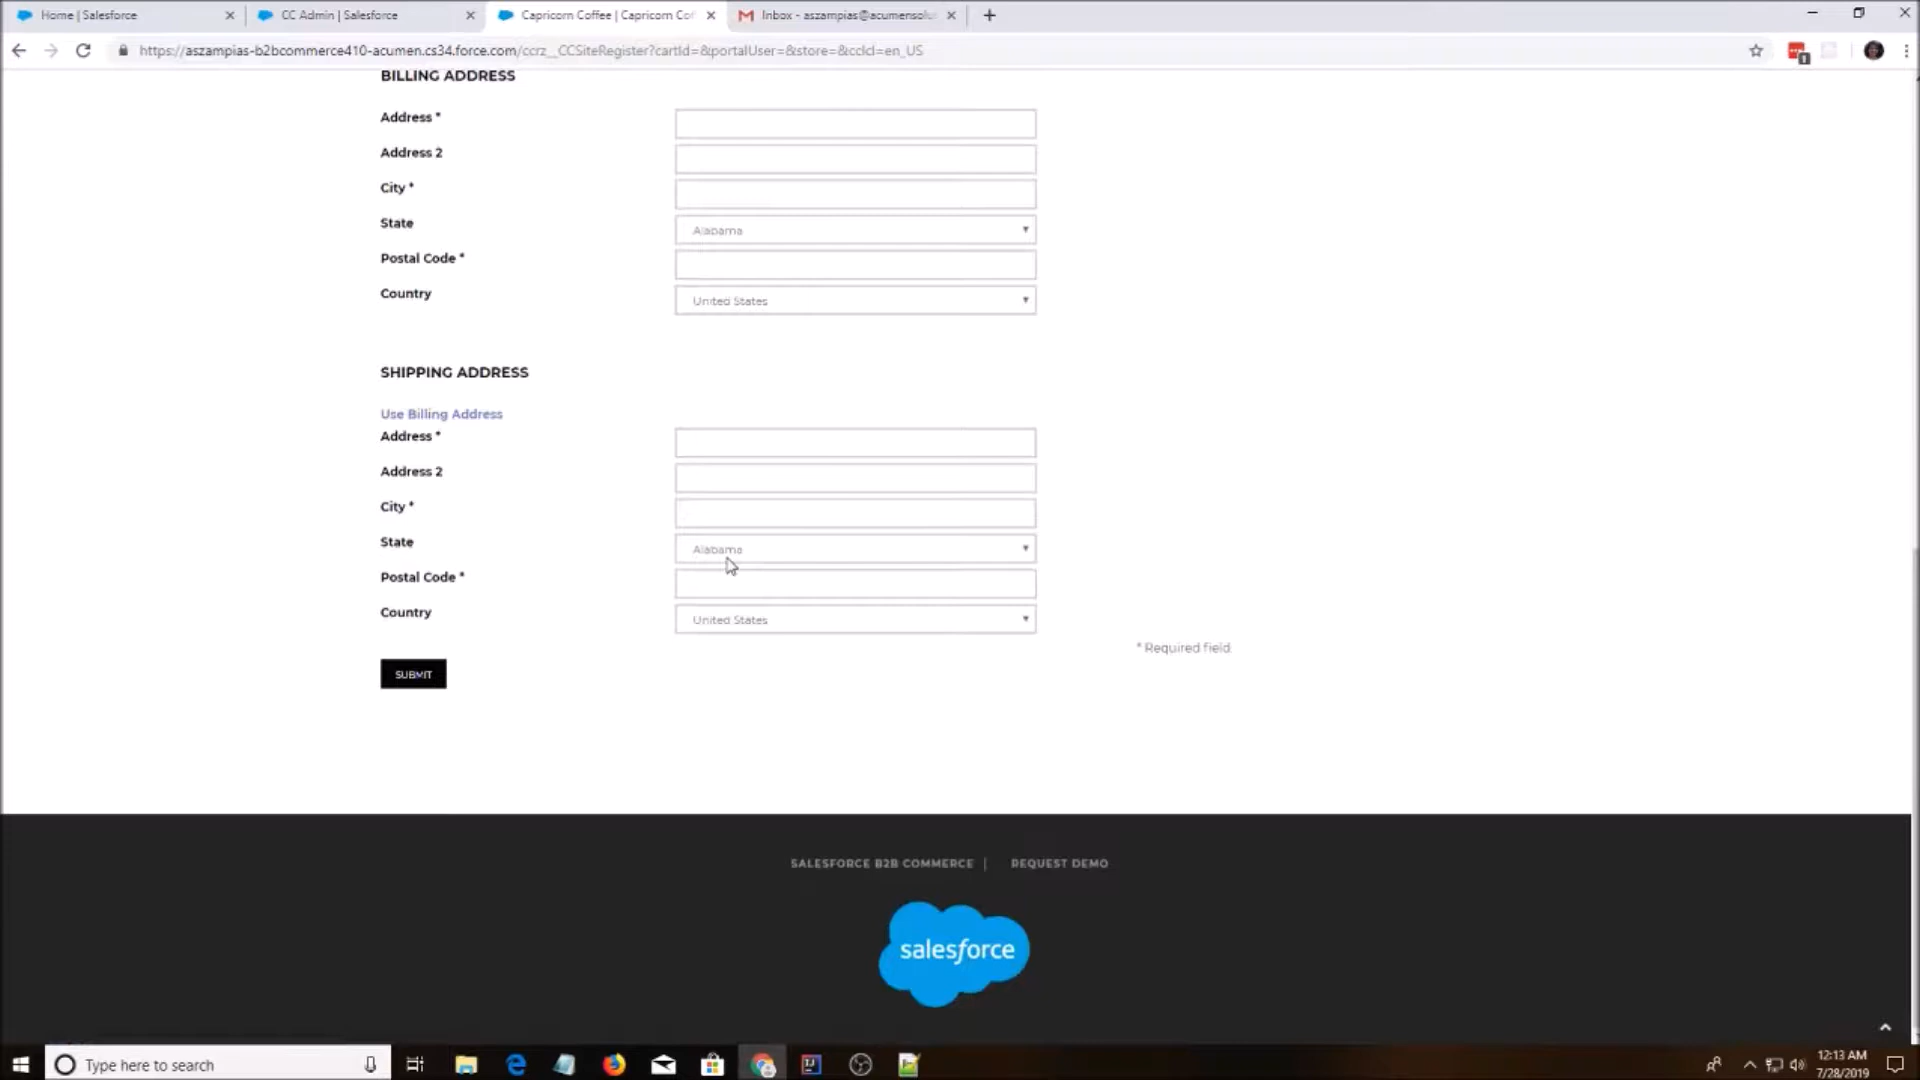 Home | Salesforce
CC Admin | Salesforce
Capricorn Coffee | Capricorn Cof
Inbox - aszampias@acumensolu
https://aszampias-b2bcommerce410-acumen.cs34.force.com/ccrz__CCSiteRegister?cartId=&portalUser=&store=&cclcl=en_US
BILLING ADDRESS
Address *
Address 2
City *
State
Alabama
Postal Code *
Country
United States
SHIPPING ADDRESS
Use Billing Address
Address *
Address 2
City *
State
Alabama
Postal Code *
Country
United States
* Required field
SUBMIT
SALESFORCE B2B COMMERCE | REQUEST DEMO
salesforce
Type here to search
12:13 AM
7/28/2019